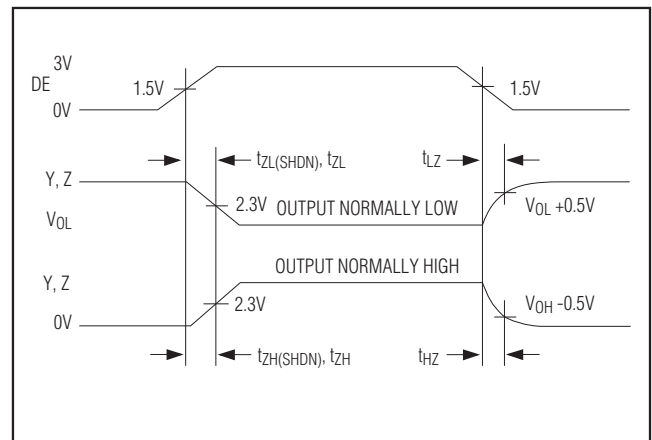 3V
DE
1.5V
1.5V
0V
tZL(SHDN), tZL
tLZ
Y, Z
2.3V
OUTPUT NORMALLY LOW
VOL +0.5V
VOL
OUTPUT NORMALLY HIGH
Y, Z
2.3V
VOH -0.5V
0V
tZH(SHDN), tZH
tHZ